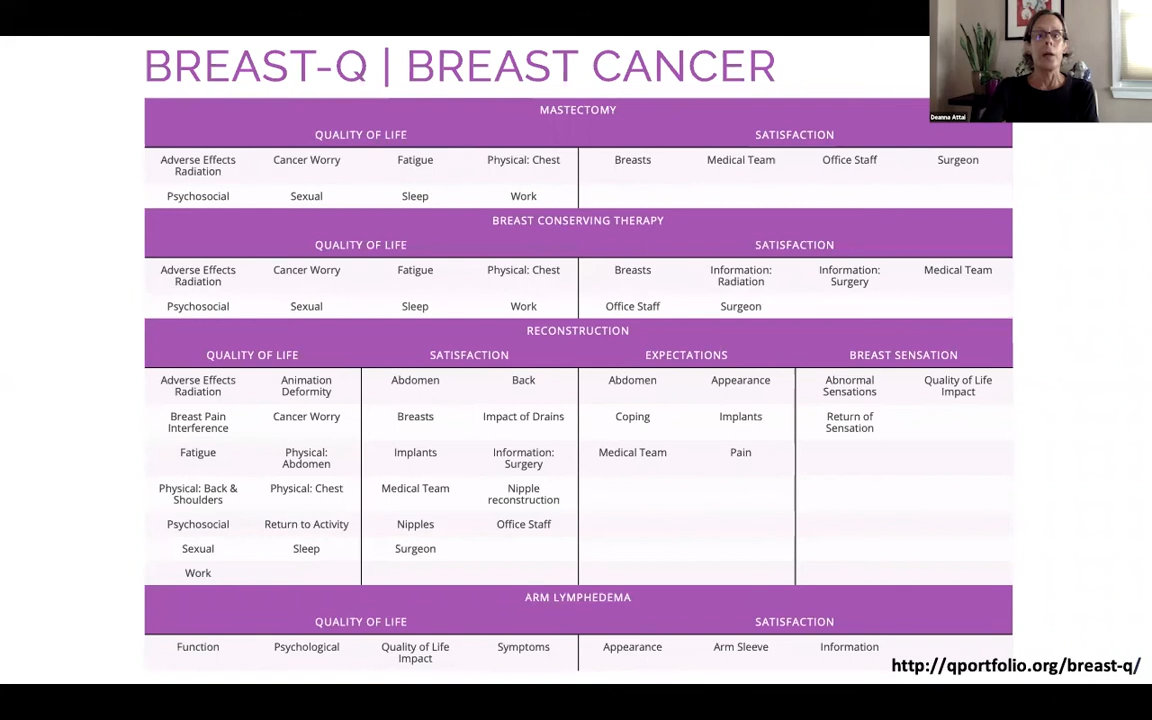 BREAST-Q | BREAST CANCER
Deanna Attai
MASTECTOMY
QUALITY OF LIFE SATISFACTION
Adverse Effects Cancer Worry Fatigue Physical: Chest Breasts Medical Team Office Staff Surgeon
Radiation
Psychosocial Sexual Sleep Work
BREAST CONSERVING THERAPY
QUALITY OF LIFE SATISFACTION
Adverse Effects Cancer Worry Fatigue Physical: Chest Breasts Information: Information: Medical Team
Radiation Radiation Surgery
Psychosocial Sexual Sleep Work Office Staff Surgeon
RECONSTRUCTION
QUALITY OF LIFE SATISFACTION EXPECTATIONS BREAST SENSATION
Adverse Effects Animation Abdomen Back Abdomen Appearance Abnormal Quality of Life
Radiation Deformity Sensations Impact
Breast Pain Cancer Worry Breasts Impact of Drains Coping Implants Return of
Interference Sensation
Fatigue Physical: Implants Information: Medical Team Pain
Abdomen Surgery
Physical: Back & Physical: Chest Medical Team Nipple
Shoulders reconstruction
Psychosocial Return to Activity Nipples Office Staff
Sexual Sleep Surgeon
Work
ARM LYMPHEDEMA
QUALITY OF LIFE SATISFACTION
Function Psychological Quality of Life Symptoms Appearance Arm Sleeve Information
Impact
http://qportfolio.org/breast-q/